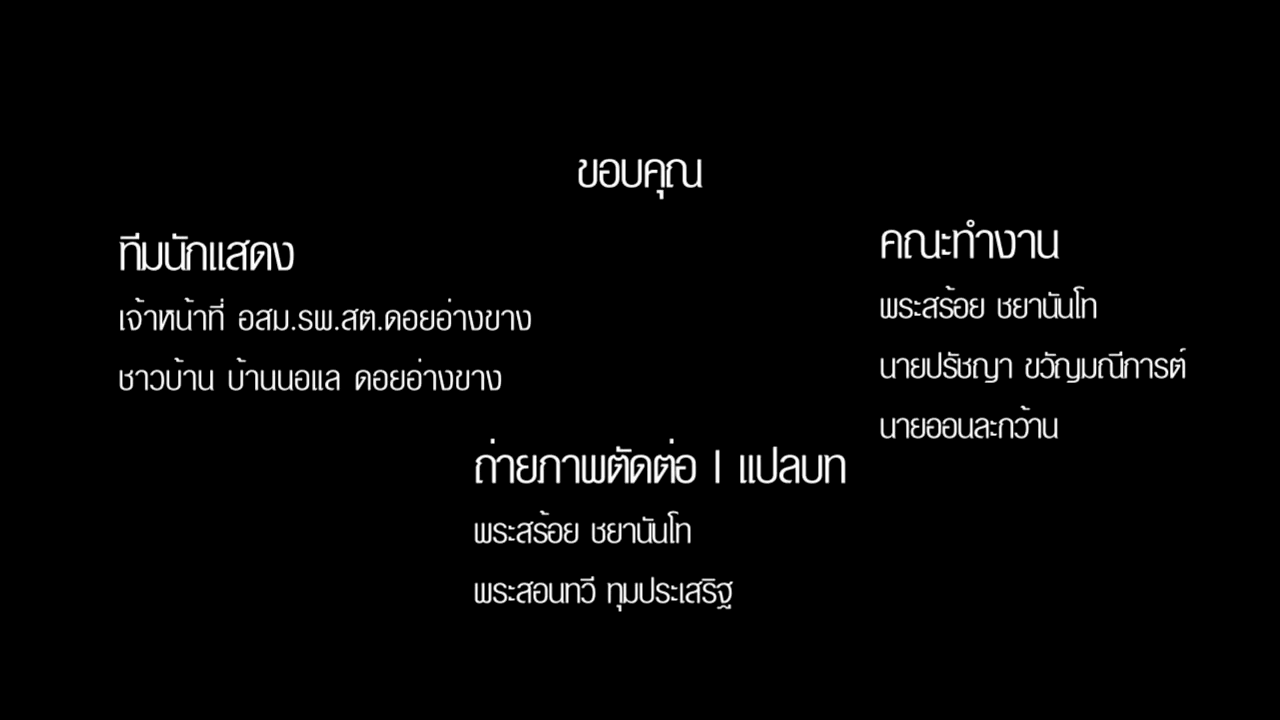 ขอบคุณ
ทีมนักแสดง
เจ้าหน้าที่ อสม.รพ.สต.ดอยอ่างขาง
ชาวบ้าน บ้านนอแล ดอยอ่างขาง
คณะทำงาน
พระสร้อย ชยานันโท
นายปรัชญา ขวัญมณีการต์
นายออนละกว้าน
ถ่ายภาพตัดต่อ | แปลบท
พระสร้อย ชยานันโท
พระสอนทวี ทุมประเสริฐ